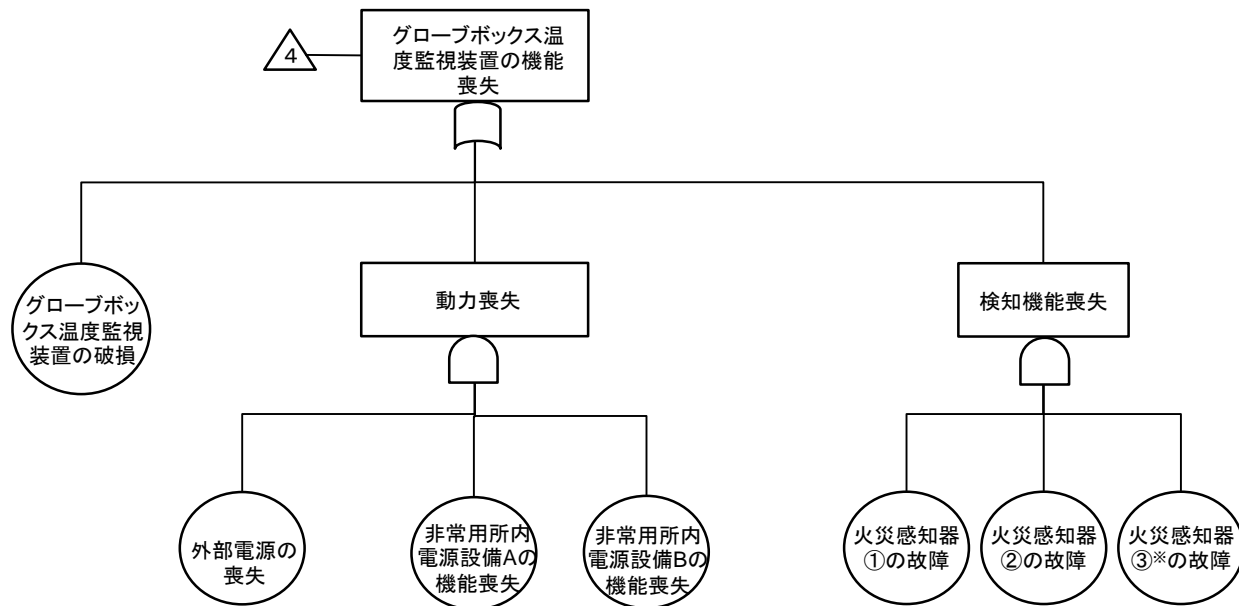 4
グローブボックス温
度監視装置の機能
喪失
グローブボッ
クス温度監視
装置の破損
動力喪失
検知機能喪失
外部電源の
喪失
非常用所内
電源設備Aの
機能喪失
非常用所内
電源設備Bの
機能喪失
火災感知器
①の故障
火災感知器
②の故障
火災感知器
③※の故障